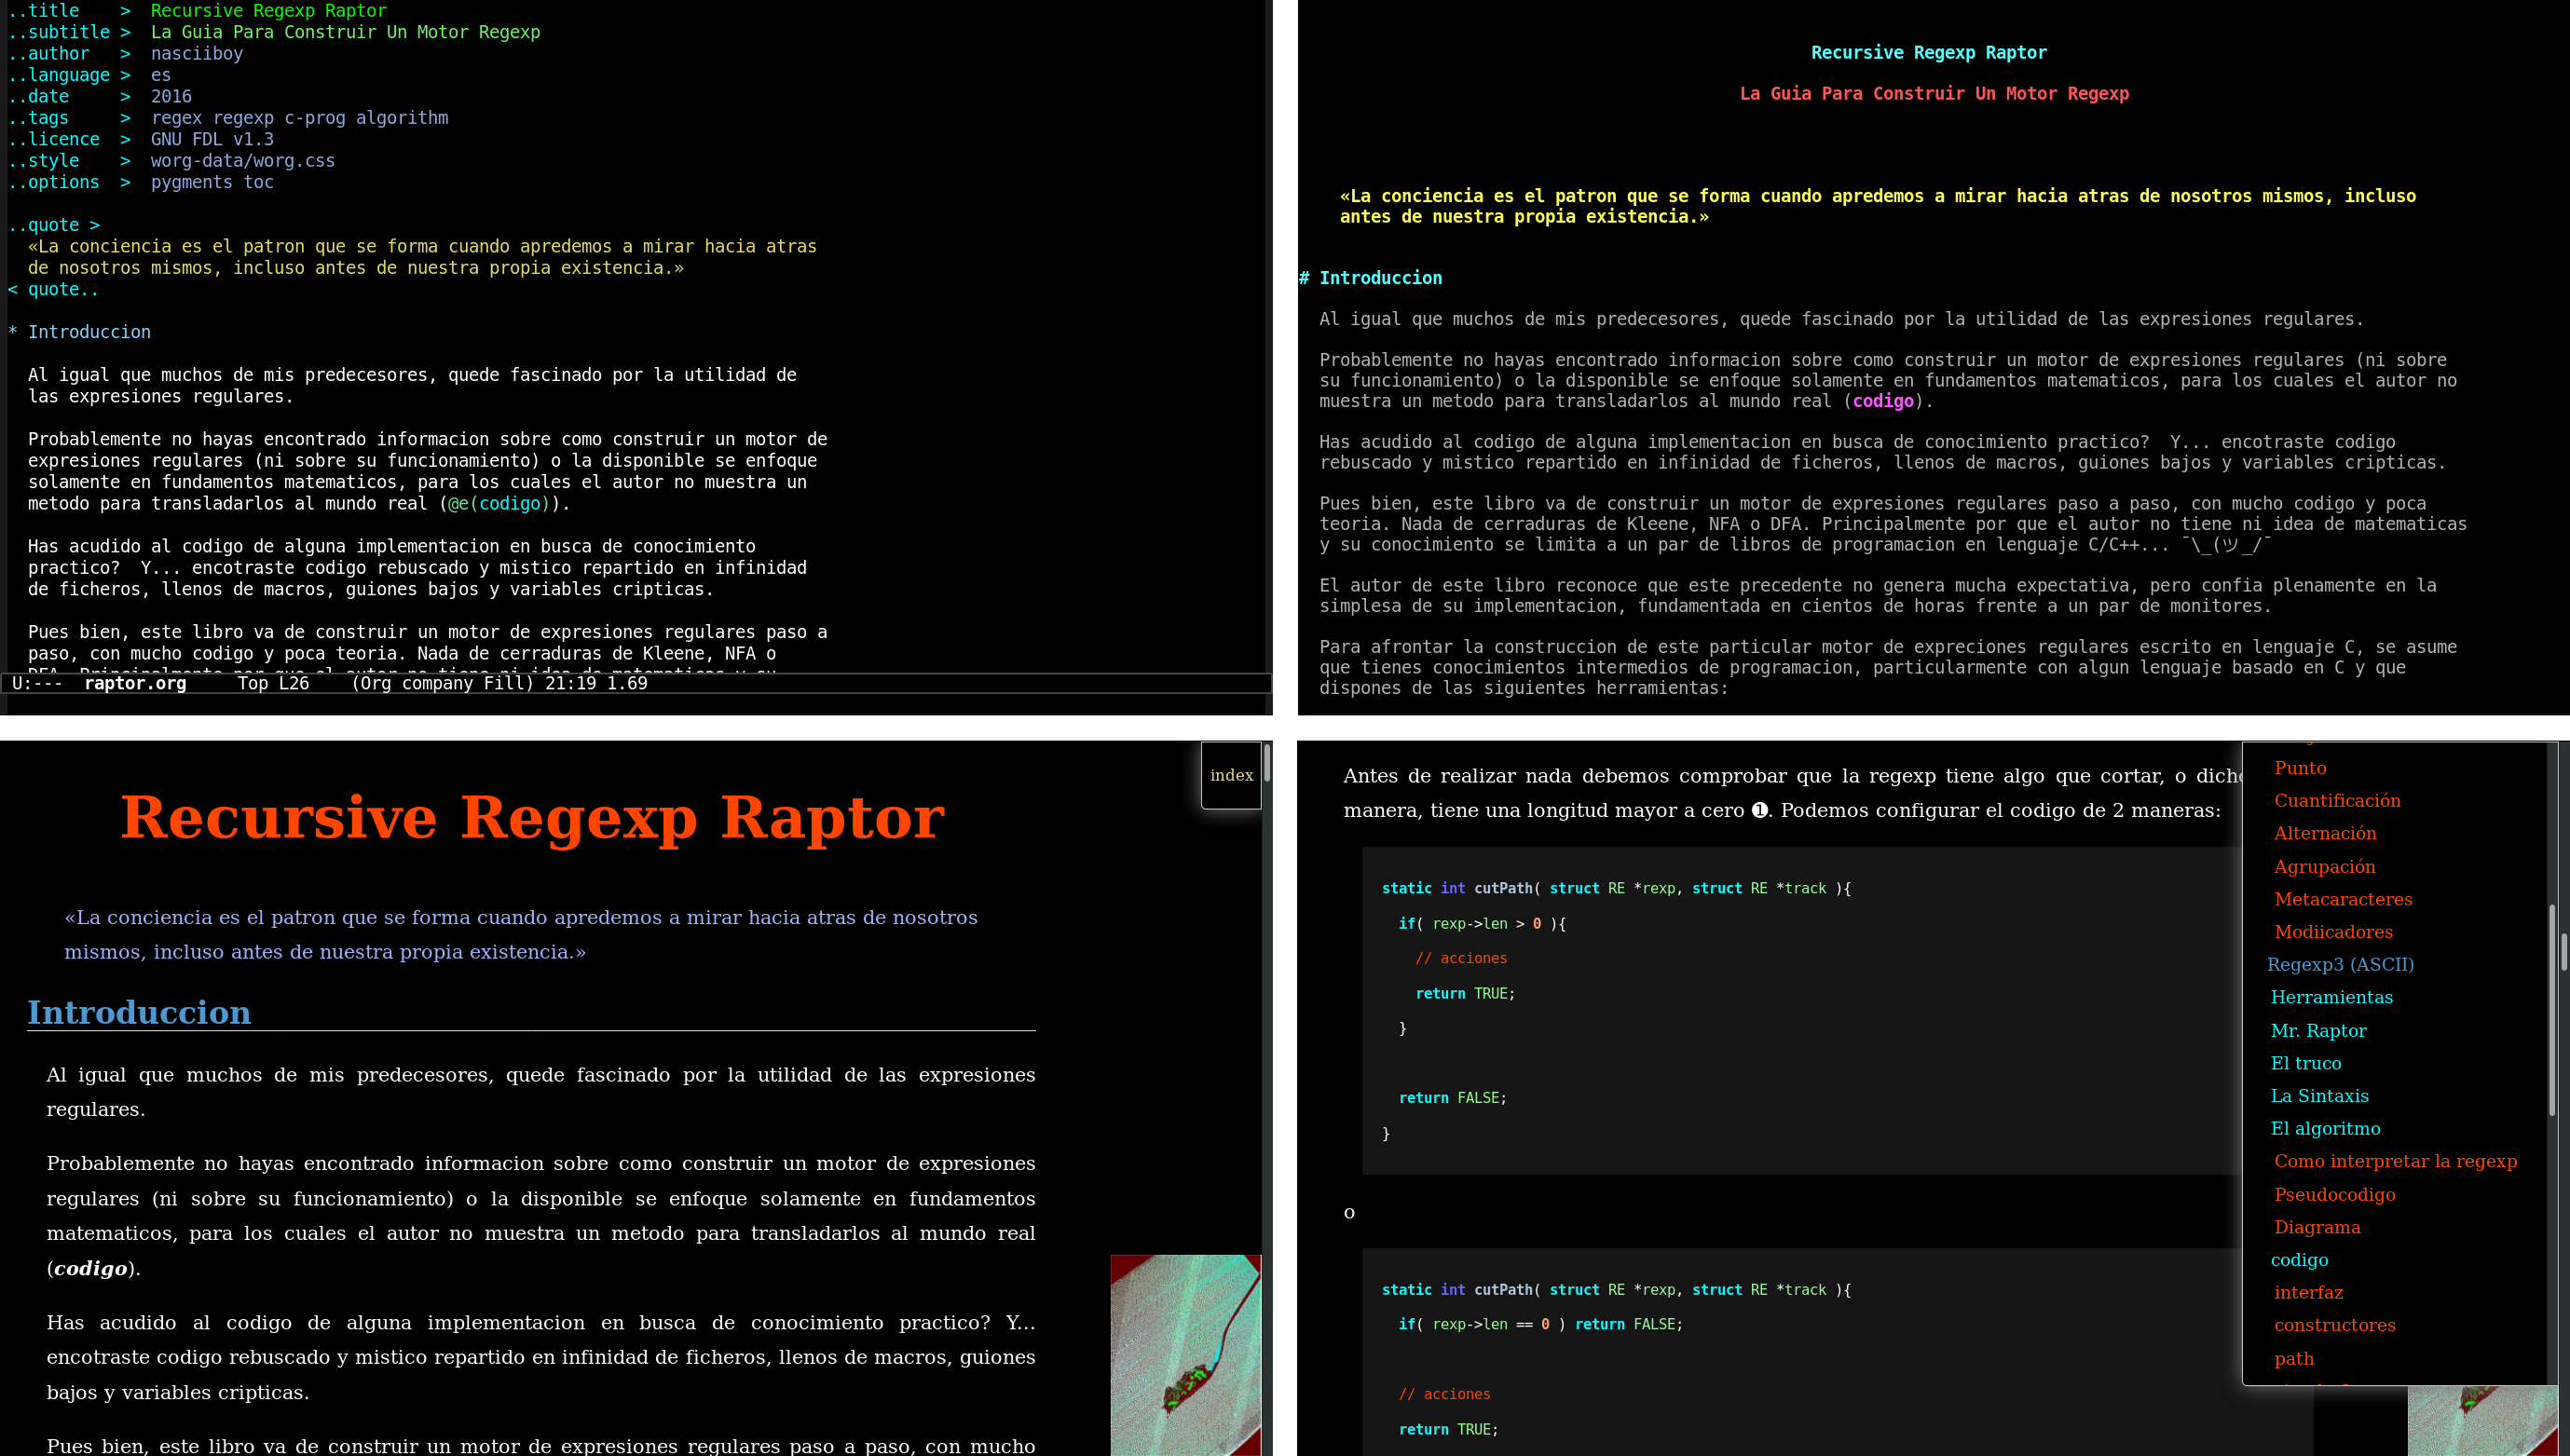 ..title    >  Recursive Regexp Raptor
..subtitle >  La Guia Para Construir Un Motor Regexp
..author   >  nasciiboy
..language >  es
..date     >  2016
..tags     >  regex regexp c-prog algorithm
..licence  >  GNU FDL v1.3
..style    >  worg-data/worg.css
..options  >  pygments toc
..quote >
«La conciencia es el patron que se forma cuando apredemos a mirar hacia atras
de nosotros mismos, incluso antes de nuestra propia existencia.»
< quote..
* Introduccion
Al igual que muchos de mis predecesores, quede fascinado por la utilidad de
las expresiones regulares.
Probablemente no hayas encontrado informacion sobre como construir un motor de
expresiones regulares (ni sobre su funcionamiento) o la disponible se enfoque
solamente en fundamentos matematicos, para los cuales el autor no muestra un
metodo para transladarlos al mundo real (@e(codigo)).
Has acudido al codigo de alguna implementacion en busca de conocimiento
practico?  Y... encotraste codigo rebuscado y mistico repartido en infinidad
de ficheros, llenos de macros, guiones bajos y variables cripticas.
Pues bien, este libro va de construir un motor de expresiones regulares paso a
paso, con mucho codigo y poca teoria. Nada de cerraduras de Kleene, NFA o
DFA. Principalmente por que el autor no tiene ni idea de matematicas y su
U:---  raptor.org     Top L26    (Org company Fill) 21:19 1.69
Recursive Regexp Raptor
La Guia Para Construir Un Motor Regexp
«La conciencia es el patron que se forma cuando apredemos a mirar hacia atras de nosotros mismos, incluso
antes de nuestra propia existencia.»
# Introduccion
Al igual que muchos de mis predecesores, quede fascinado por la utilidad de las expresiones regulares.
Probablemente no hayas encontrado informacion sobre como construir un motor de expresiones regulares (ni sobre
su funcionamiento) o la disponible se enfoque solamente en fundamentos matematicos, para los cuales el autor no
muestra un metodo para transladarlos al mundo real (codigo).
Has acudido al codigo de alguna implementacion en busca de conocimiento practico?  Y... encotraste codigo
rebuscado y mistico repartido en infinidad de ficheros, llenos de macros, guiones bajos y variables cripticas.
Pues bien, este libro va de construir un motor de expresiones regulares paso a paso, con mucho codigo y poca
teoria. Nada de cerraduras de Kleene, NFA o DFA. Principalmente por que el autor no tiene ni idea de matematicas
y su conocimiento se limita a un par de libros de programacion en lenguaje C/C++... ¯\_(ツ_/¯
El autor de este libro reconoce que este precedente no genera mucha expectativa, pero confia plenamente en la
simplesa de su implementacion, fundamentada en cientos de horas frente a un par de monitores.
Para afrontar la construccion de este particular motor de expreciones regulares escrito en lenguaje C, se asume
que tienes conocimientos intermedios de programacion, particularmente con algun lenguaje basado en C y que
dispones de las siguientes herramientas:
index
Recursive Regexp Raptor
«La conciencia es el patron que se forma cuando apredemos a mirar hacia atras de nosotros
mismos, incluso antes de nuestra propia existencia.»
Introduccion
Al igual que muchos de mis predecesores, quede fascinado por la utilidad de las expresiones
regulares.
Probablemente no hayas encontrado informacion sobre como construir un motor de expresiones
regulares (ni sobre su funcionamiento) o la disponible se enfoque solamente en fundamentos
matematicos, para los cuales el autor no muestra un metodo para transladarlos al mundo real
(codigo).
Has acudido al codigo de alguna implementacion en busca de conocimiento practico? Y...
encotraste codigo rebuscado y mistico repartido en infinidad de ficheros, llenos de macros, guiones
bajos y variables cripticas.
Pues bien, este libro va de construir un motor de expresiones regulares paso a paso, con mucho
Antes de realizar nada debemos comprobar que la regexp tiene algo que cortar, o
manera, tiene una longitud mayor a cero ❶. Podemos configurar el codigo de 2 maneras:
static int cutPath( struct RE *rexp, struct RE *track ){
if( rexp->len > 0 ){
// acciones
return TRUE;
}
return FALSE;
}
o
static int cutPath( struct RE *rexp, struct RE *track ){
if( rexp->len == 0 ) return FALSE;
// acciones
return TRUE;
Punto
Cuantificación
Alternación
Agrupación
Metacaracteres
Modiicadores
Regexp3 (ASCII)
Herramientas
Mr. Raptor
El truco
La Sintaxis
El algoritmo
Como interpretar la regexp
Pseudocodigo
Diagrama
codigo
interfaz
constructores
path